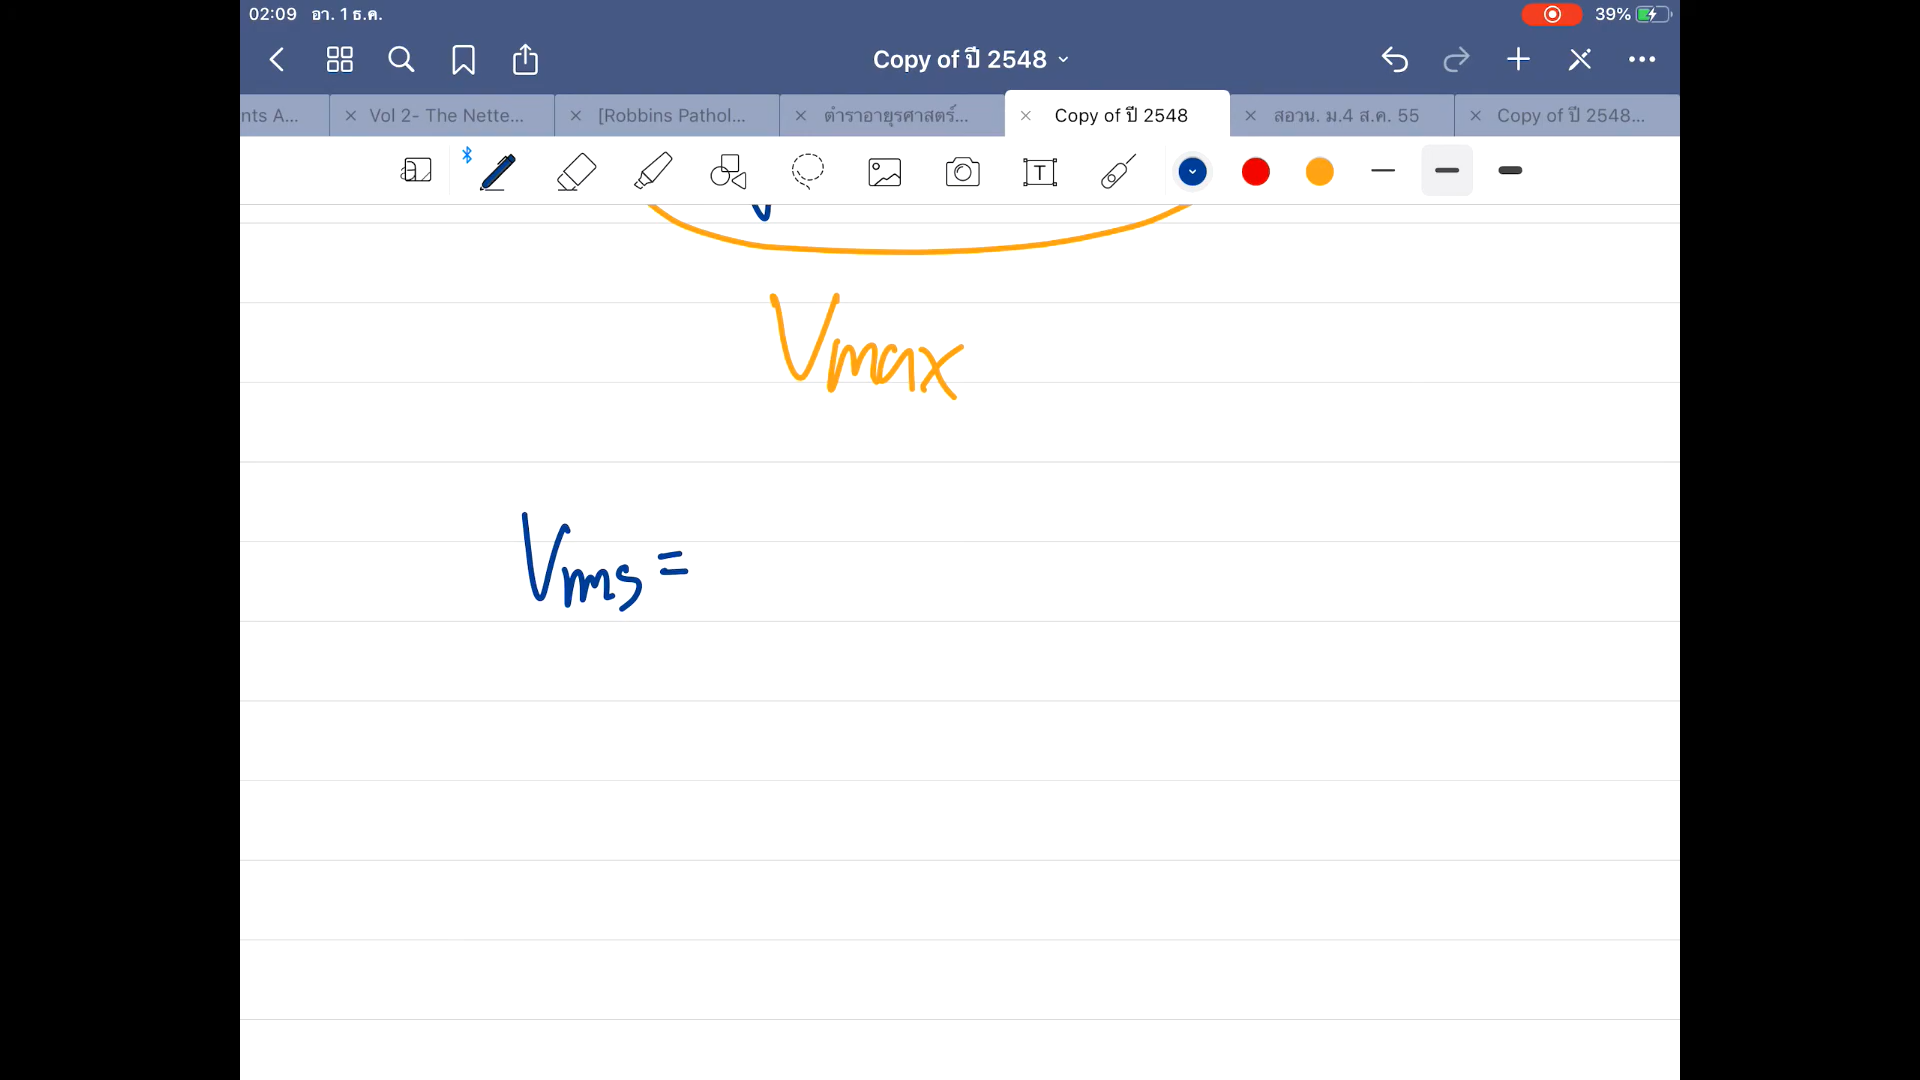 02:09 อา. 1 ธ.ค. 39%
Copy of ปี 2548
nts A... Vol 2- The Nette... [Robbins Pathol... ตำราอายุรศาสตร์... Copy of ปี 2548 สอวน. ม.4 ส.ค. 55 Copy of ปี 2548...
Vmax
Vrms =